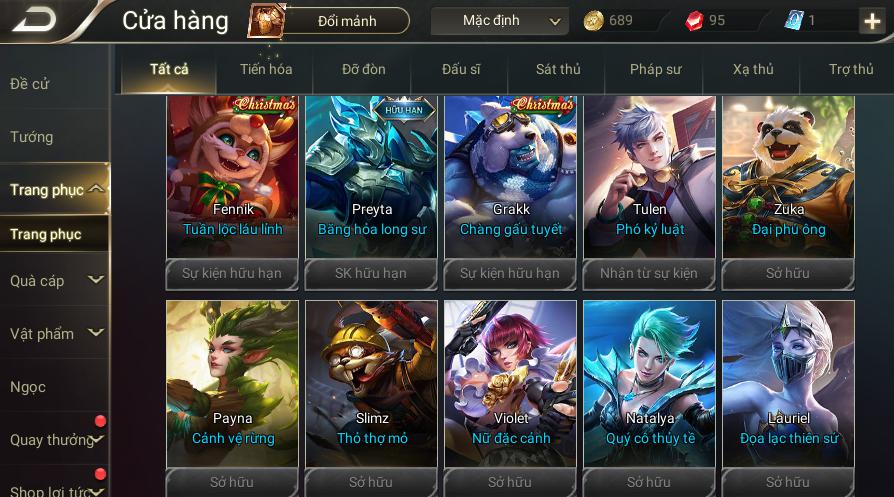 Cửa hàng
Đổi mảnh
Mặc định
689
95
1
Tất cả
Tiến hóa
Đỡ đòn
Đấu sĩ
Sát thủ
Pháp sư
Xạ thủ
Trợ thủ
Đề cử
Tướng
Trang phục
Trang phục
Quà cáp
Vật phẩm
Ngọc
Quay thưởng
Shop lợi tức
Christmas
Fennik
Tuần lộc láu lỉnh
Sự kiện hữu hạn
HỮU HẠN
Preyta
Băng hỏa long sư
SK hữu hạn
Christmas
Grakk
Chàng gấu tuyết
Sự kiện hữu hạn
Tulen
Phó kỷ luật
Nhận từ sự kiện
Zuka
Đại phú ông
Sở hữu
Payna
Cảnh vệ rừng
Sở hữu
Slimz
Thỏ thợ mỏ
Sở hữu
Violet
Nữ đặc cảnh
Sở hữu
Natalya
Quý cô thủy tề
Sở hữu
Lauriel
Đọa lạc thiên sứ
Sở hữu